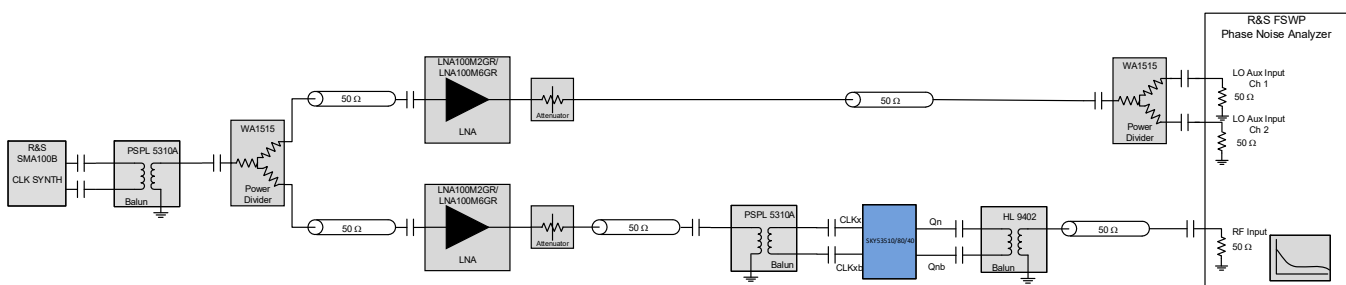 R&S FSWP
Phase Noise Analyzer
LNA100M2GR/
LNA100M6GR
WA1515
LO Aux Input
Ch 1
50 Ω
50 Ω
Attenuator
50 Ω
50 Ω
LNA
WA1515
Power
Divider
LO Aux Input
Ch 2
50 Ω
R&S
SMA100B
CLK SYNTH
PSPL 5310A
Balun
Power
Divider
LNA100M2GR/
LNA100M6GR
50 Ω
LNA
Attenuator
50 Ω
PSPL 5310A
Balun
CLKx
CLKxb
SKY53510/80/40
Qn
Qnb
HL 9402
Balun
50 Ω
RF Input
50 Ω